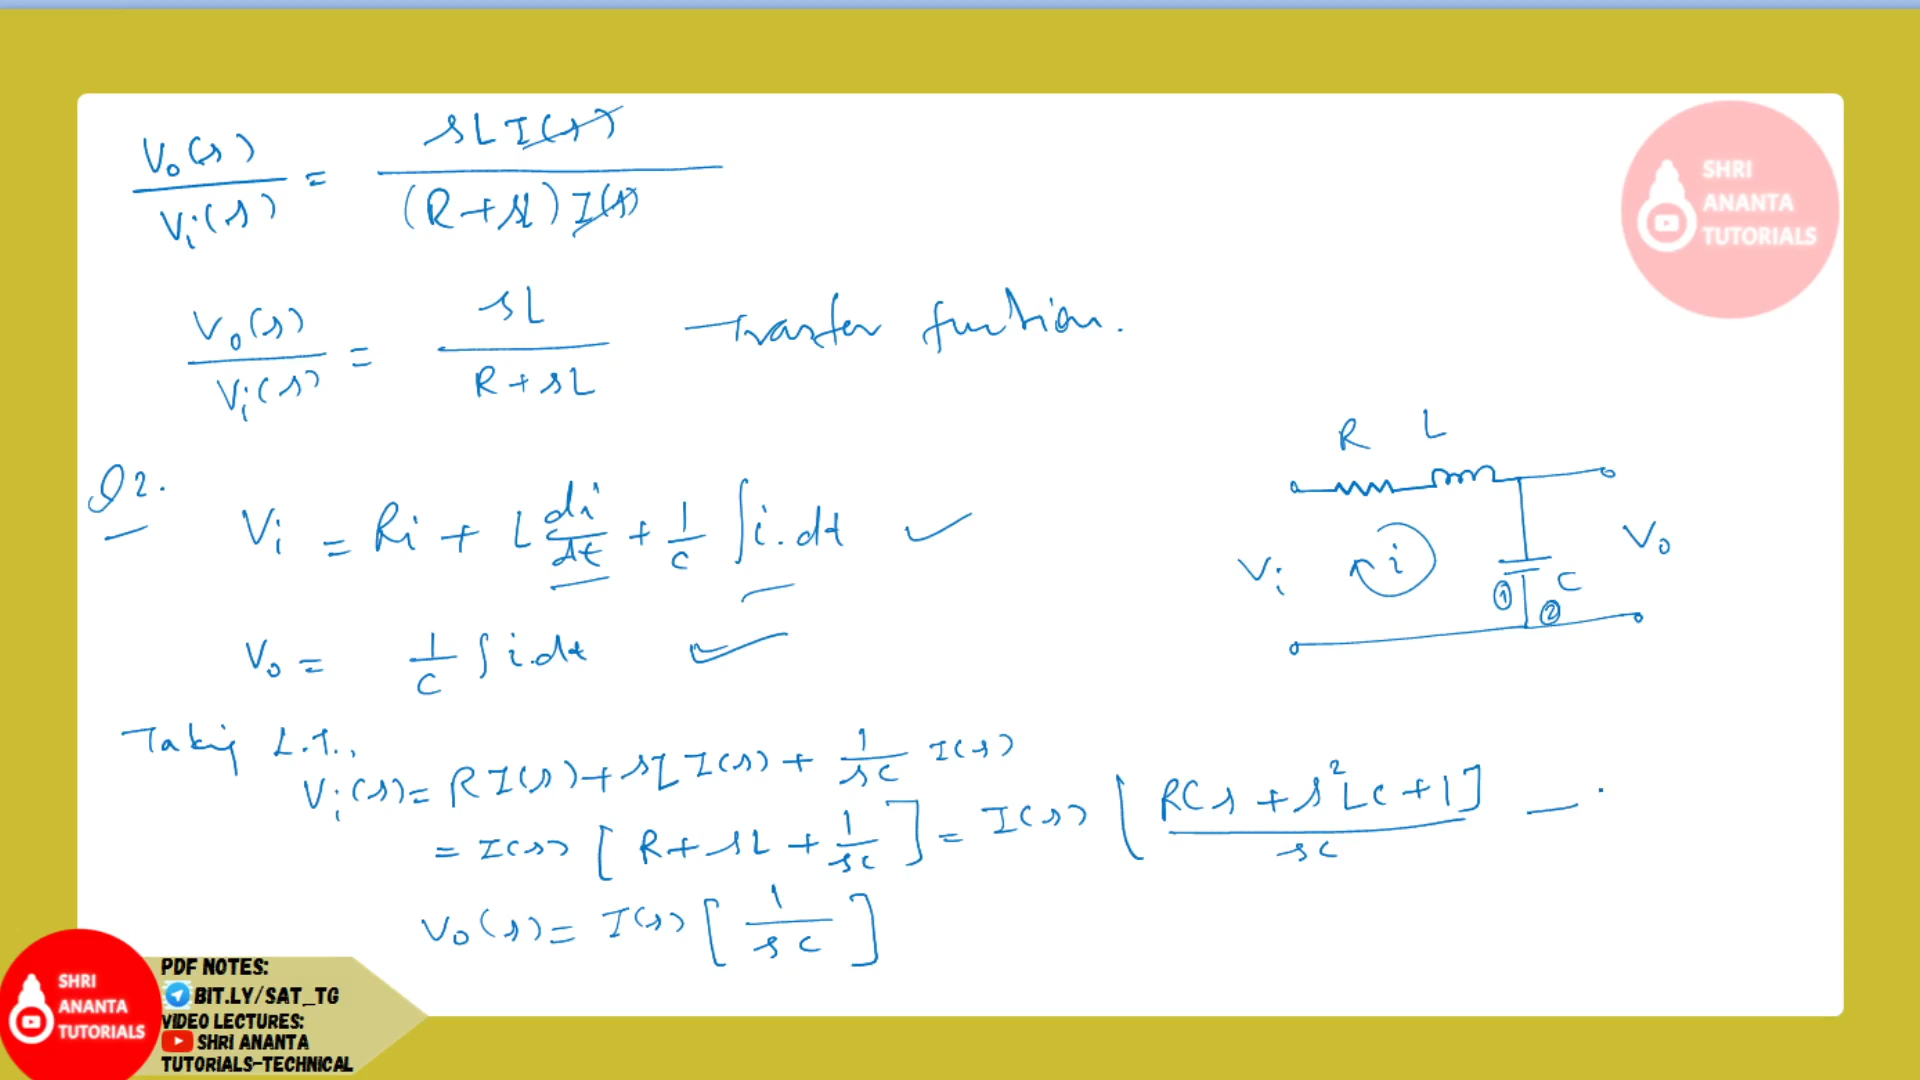 V₀(s) / Vᵢ(s) = sL I(s) / (R+sL) I(s)
V₀(s) / Vᵢ(s) = sL / R+sL Transfer function.
Q2.
Vᵢ = Ri + L di/dt + 1/c ∫i.dt ✓
V₀ = 1/c ∫i.dt ✓
Taking L.T.,
Vᵢ(s) = R I(s) + sL I(s) + 1/sc I(s)
= I(s) [R + sL + 1/sc] = I(s) [RCs + s²LC + 1] / sc — .
V₀(s) = I(s) [1/sc]
R L
Vᵢ i ① C ② V₀
SHRI
ANANTA
TUTORIALS
SHRI
ANANTA
TUTORIALS
PDF NOTES:
BIT.LY/SAT_TG
VIDEO LECTURES:
SHRI ANANTA
TUTORIALS-TECHNICAL